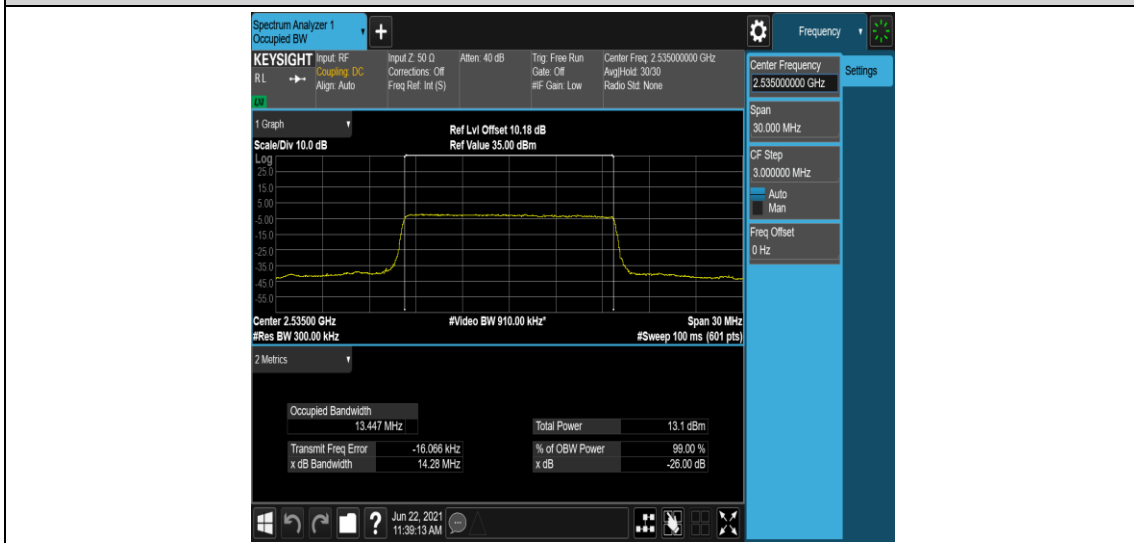 Spectrum Analyzer 1
Occupied BW
+
Frequency
KEYSIGHT Input: RF Input Z: 50 Ω Atten: 40 dB Trig: Free Run Center Freq: 2.535000000 GHz
RL Coupling: DC Corrections: Off Gate: Off Avg|Hold: 30/30
Align: Auto Freq Ref: Int (S) #IF Gain: Low Radio Std: None
Center Frequency
2.535000000 GHz
Settings
Span
30.000 MHz
CF Step
3.000000 MHz
Auto
Man
Freq Offset
0 Hz
1 Graph
Ref Lvl Offset 10.18 dB
Scale/Div 10.0 dB Ref Value 35.00 dBm
Log
25.0
15.0
5.00
-5.00
-15.0
-25.0
-35.0
-45.0
-55.0
Center 2.53500 GHz #Video BW 910.00 kHz* Span 30 MHz
#Res BW 300.00 kHz #Sweep 100 ms (601 pts)
2 Metrics
Occupied Bandwidth
13.447 MHz
Total Power 13.1 dBm
Transmit Freq Error -16.066 kHz % of OBW Power 99.00 %
x dB Bandwidth 14.28 MHz x dB -26.00 dB
?
Jun 22, 2021
11:39:13 AM